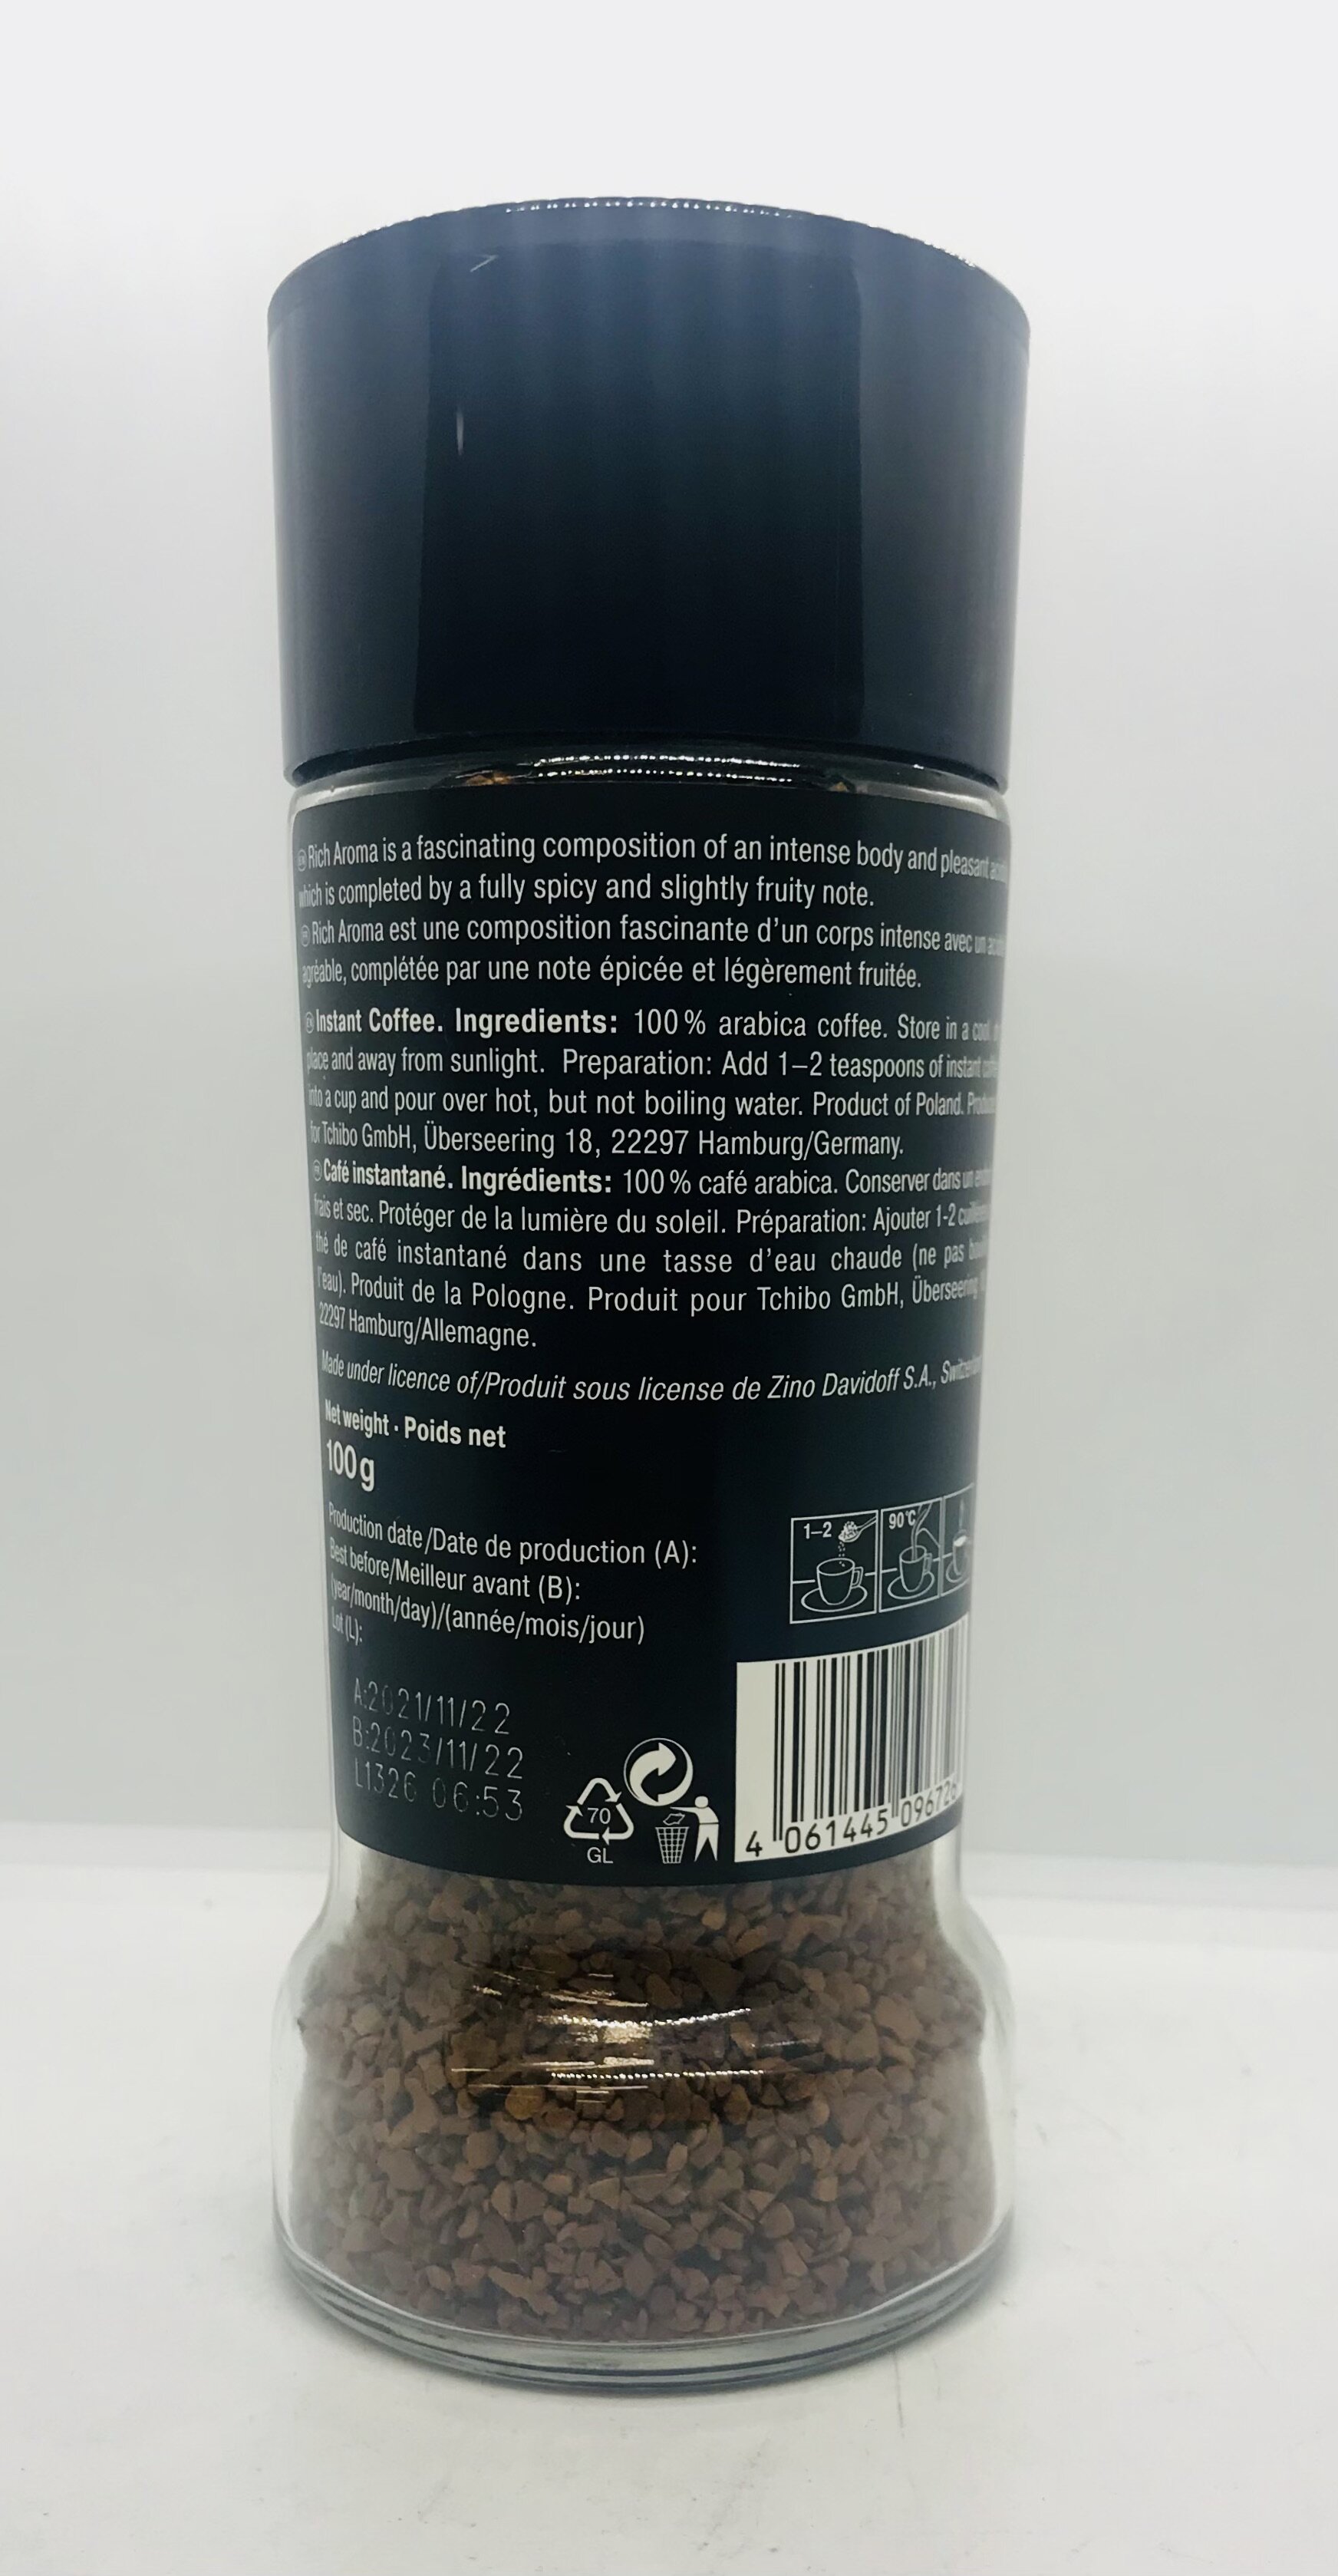 EN Rich Aroma is a fascinating composition of an intense body and pleasant
which is completed by a fully spicy and slightly fruity note.
Rich Aroma est une composition fascinante d'un corps intense avec un
agréable, complétée par une note épicée et légèrement fruitée.
EN Instant Coffee. Ingredients: 100% arabica coffee. Store in a cool,
place and away from sunlight. Preparation: Add 1–2 teaspoons of instant
into a cup and pour over hot, but not boiling water. Product of Poland.
for Tchibo GmbH, Überseering 18, 22297 Hamburg/Germany.
FR Café instantané. Ingrédients: 100% café arabica. Conserver dans un
frais et sec. Protéger de la lumière du soleil. Préparation: Ajouter 1-2
thé de café instantané dans une tasse d'eau chaude (ne pas
l'eau). Produit de la Pologne. Produit pour Tchibo GmbH, Überseering
22297 Hamburg/Allemagne.
Made under licence of/Produit sous license de Zino Davidoff S.A.,
Net weight · Poids net
100g
Production date/Date de production (A):
Best before/Meilleur avant (B):
(year/month/day)/(année/mois/jour)
Lot (L):
1–2 90°C
A:2021/11/22
B:2023/11/22
L1326 06:53
70
GL
4 061445 096726